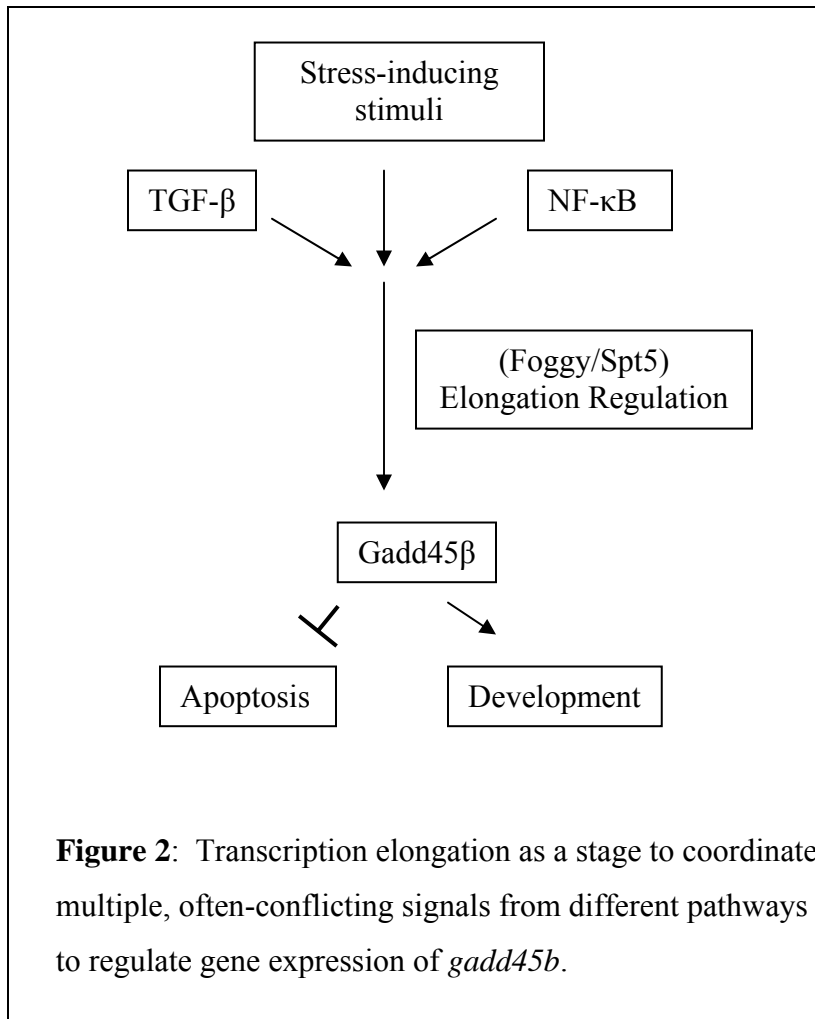 Stress-inducing
stimuli
TGF-β
NF-κB
(Foggy/Spt5)
Elongation Regulation
Gadd45β
Apoptosis
Development
Figure 2:  Transcription elongation as a stage to coordinate
multiple, often-conflicting signals from different pathways
to regulate gene expression of gadd45b.